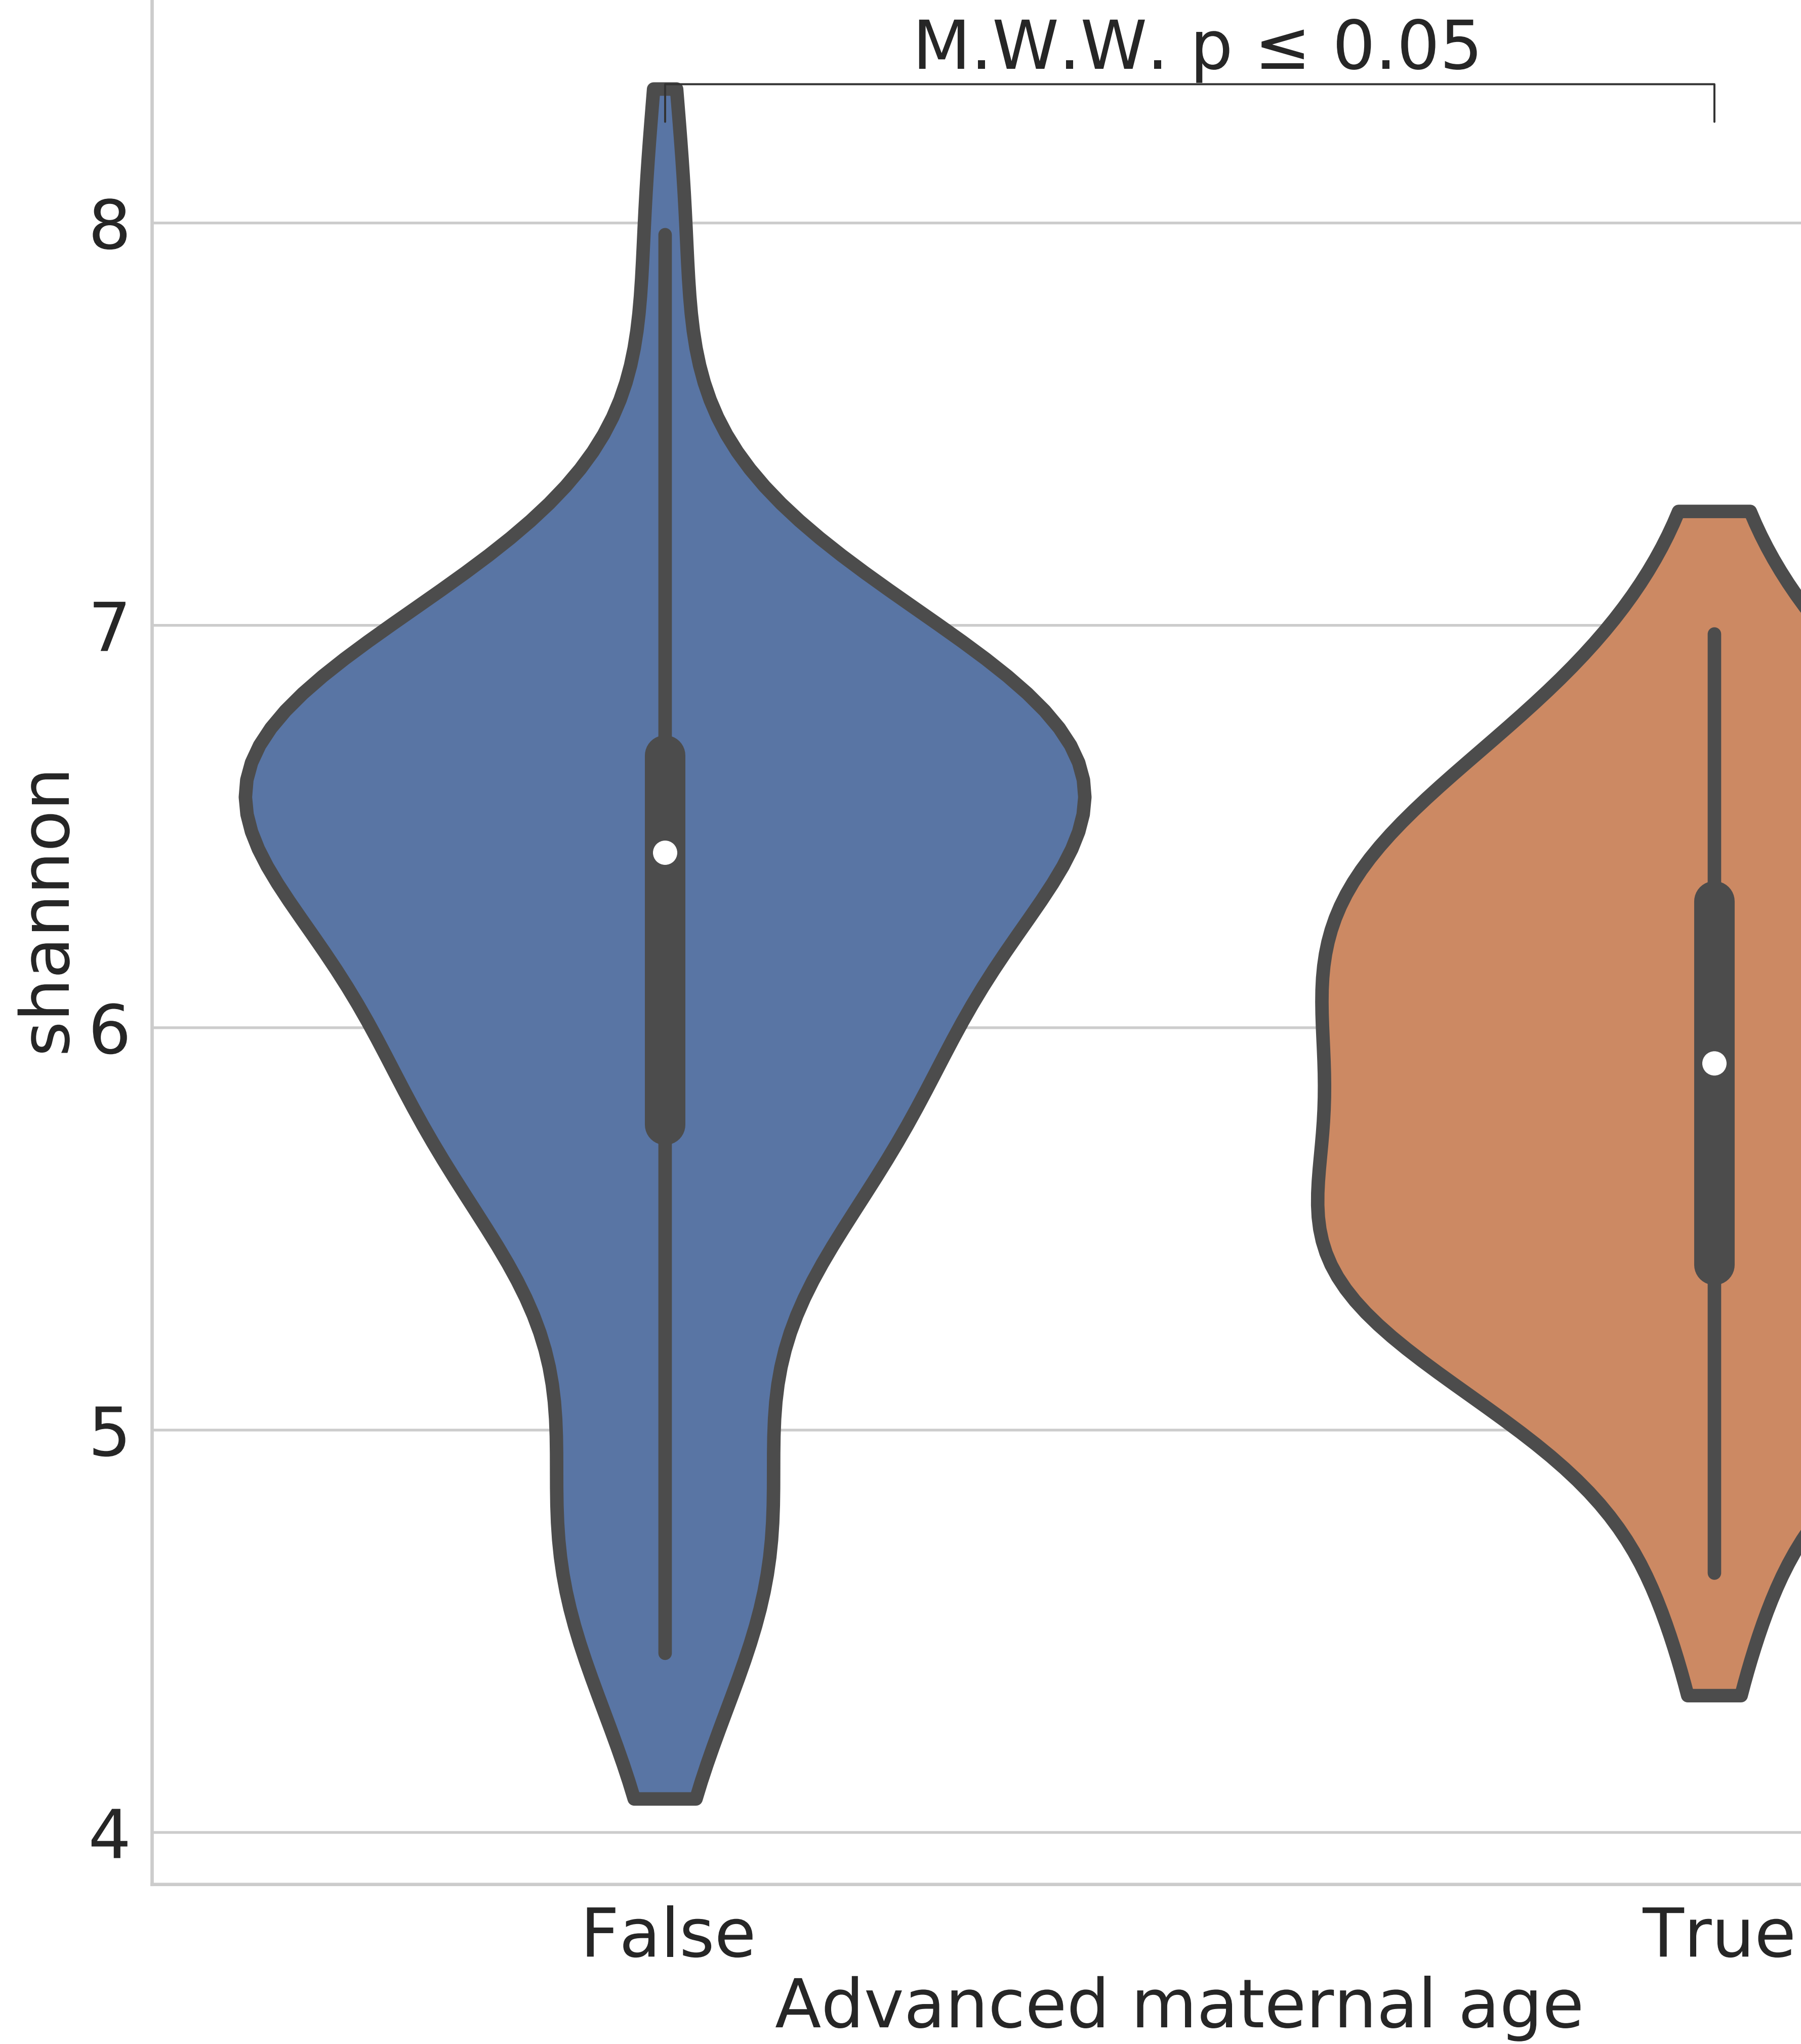 M.W.W. p ≤ 0.05
8
7
6
5
4
shannon
False
True
Advanced maternal age